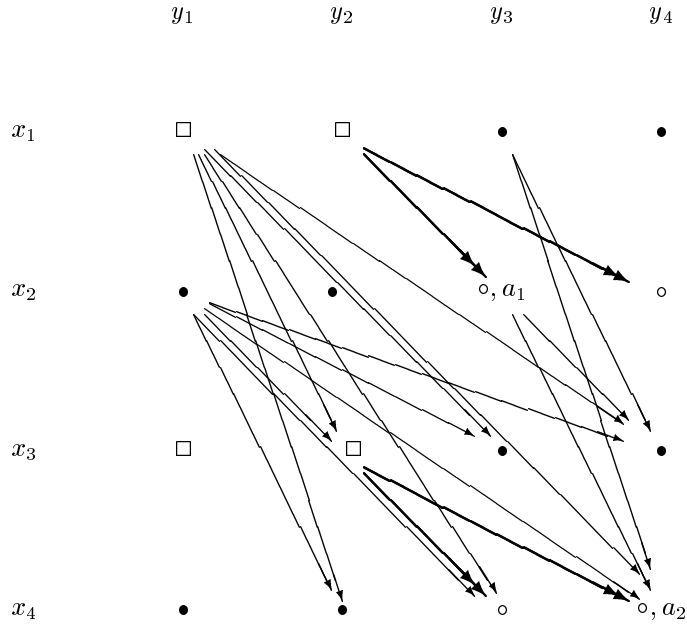 y₁ y₂ y₃ y₄
x₁
x₂ , a₁
x₃
x₄ , a₂